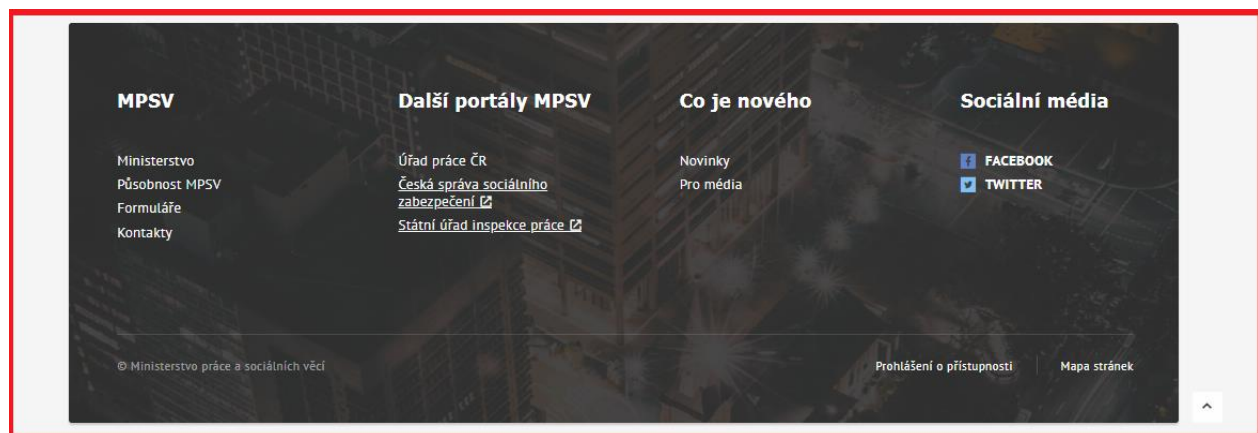 MPSV
Ministerstvo
Působnost MPSV
Formuláře
Kontakty
Další portály MPSV
Úřad práce ČR
Česká správa sociálního
zabezpečení
Státní úřad inspekce práce
Co je nového
Novinky
Pro média
Sociální média
FACEBOOK
TWITTER
© Ministerstvo práce a sociálních věcí
Prohlášení o přístupnosti
Mapa stránek